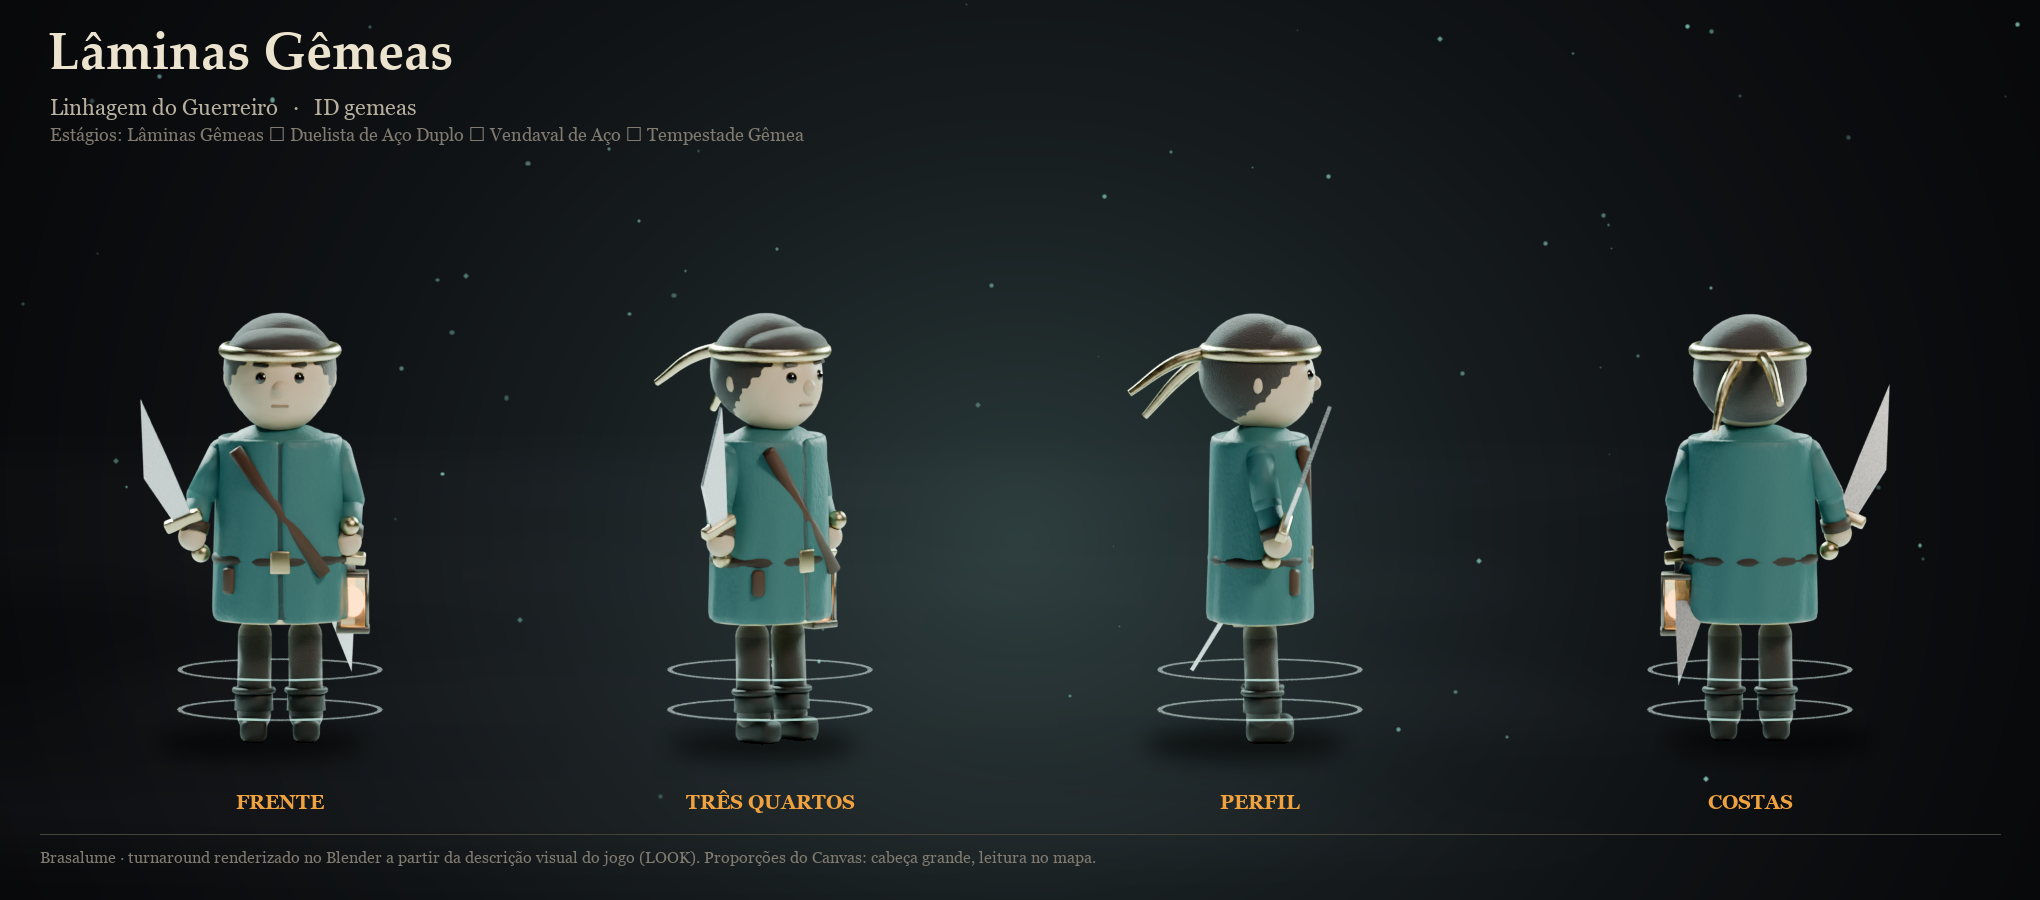 Lâminas Gêmeas
Linhagem do Guerreiro · ID gemeas
Estágios: Lâminas Gêmeas □ Duelista de Aço Duplo □ Vendaval de Aço □ Tempestade Gêmea
FRENTE
TRÊS QUARTOS
PERFIL
COSTAS
Brasalume · turnaround renderizado no Blender a partir da descrição visual do jogo (LOOK). Proporções do Canvas: cabeça grande, leitura no mapa.